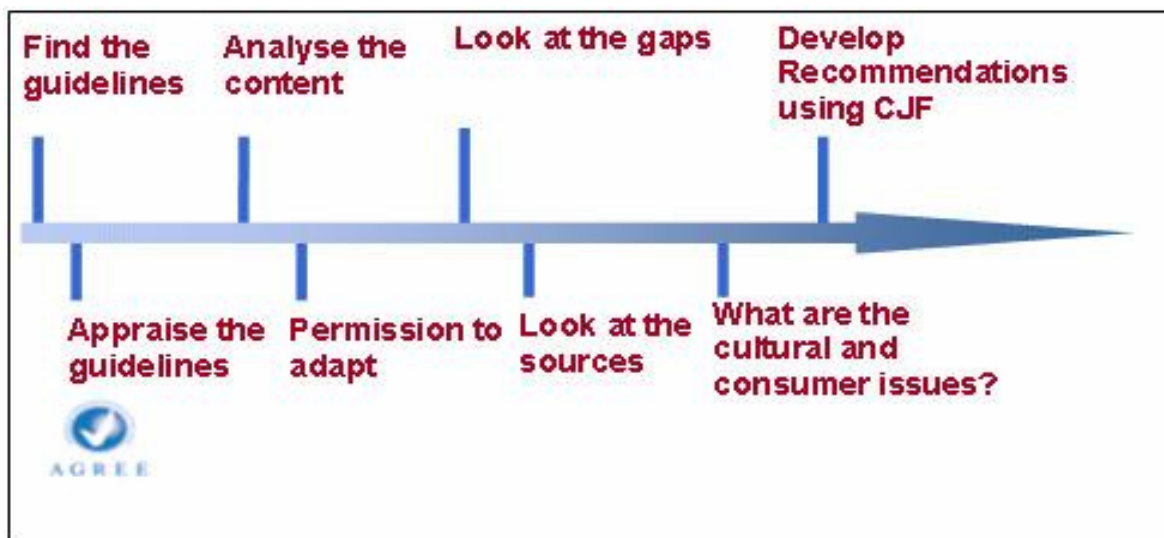 Find the
guidelines
Analyse the
content
Look at the gaps
Develop
Recommendations
using CJF
Appraise the
guidelines
Permission to
adapt
Look at the
sources
What are the
cultural and
consumer issues?
AGREE